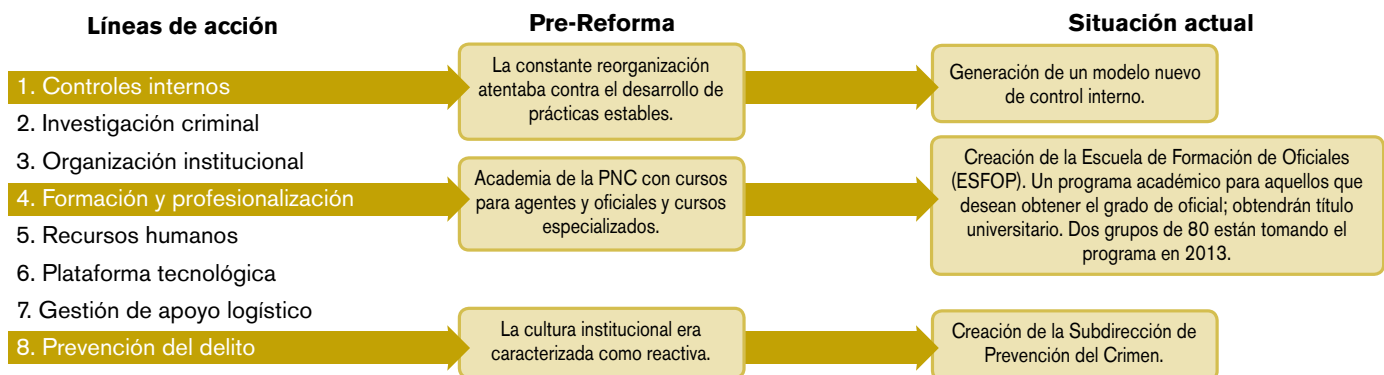 Líneas de acción
Pre-Reforma
Situación actual
1. Controles internos
2. Investigación criminal
3. Organización institucional
4. Formación y profesionalización
5. Recursos humanos
6. Plataforma tecnológica
7. Gestión de apoyo logístico
8. Prevención del delito
La constante reorganización
atentaba contra el desarrollo de
prácticas estables.
Generación de un modelo nuevo
de control interno.
Academia de la PNC con cursos
para agentes y oficiales y cursos
especializados.
Creación de la Escuela de Formación de Oficiales
(ESFOP). Un programa académico para aquellos que
desean obtener el grado de oficial; obtendrán título
universitario. Dos grupos de 80 están tomando el
programa en 2013.
La cultura institucional era
caracterizada como reactiva.
Creación de la Subdirección de
Prevención del Crimen.